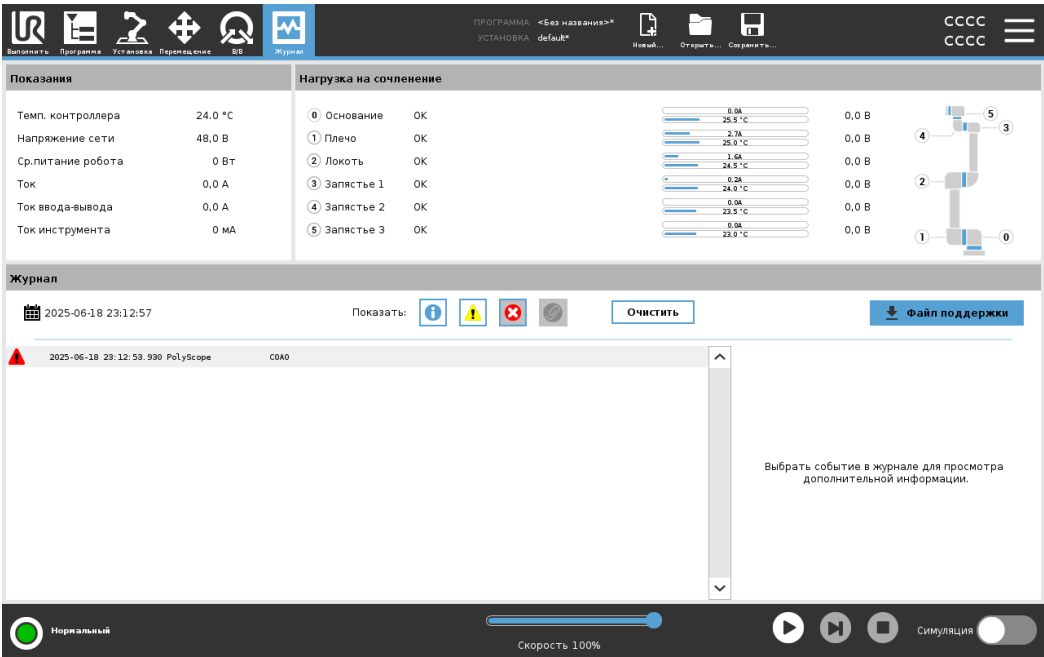 ПРОГРАММА <Без названия>*
УСТАНОВКА default*
CCCC
CCCC
Выполнить Программа Установка Перемещение В/В Журнал
Новый... Открыть... Сохранить...
Показания
Нагрузка на сочленение
Темп. контроллера 24.0 °C
Напряжение сети 48,0 В
Ср.питание робота 0 Вт
Ток 0,0 А
Ток ввода-вывода 0,0 А
Ток инструмента 0 мА
0 Основание OK 0.0A 25.5 °C 0,0 В
1 Плечо OK 2.7A 25.0 °C 0,0 В
2 Локоть OK 1.6A 24.5 °C 0,0 В
3 Запястье 1 OK 0.2A 24.0 °C 0,0 В
4 Запястье 2 OK 0.0A 23.5 °C 0,0 В
5 Запястье 3 OK 0.0A 23.0 °C 0,0 В
5
3
4
2
1
0
Журнал
2025-06-18 23:12:57
Показать:
Очистить
Файл поддержки
2025-06-18 23:12:53.930 PolyScope C0A0
Выбрать событие в журнале для просмотра
дополнительной информации.
Нормальный
Скорость 100%
Симуляция